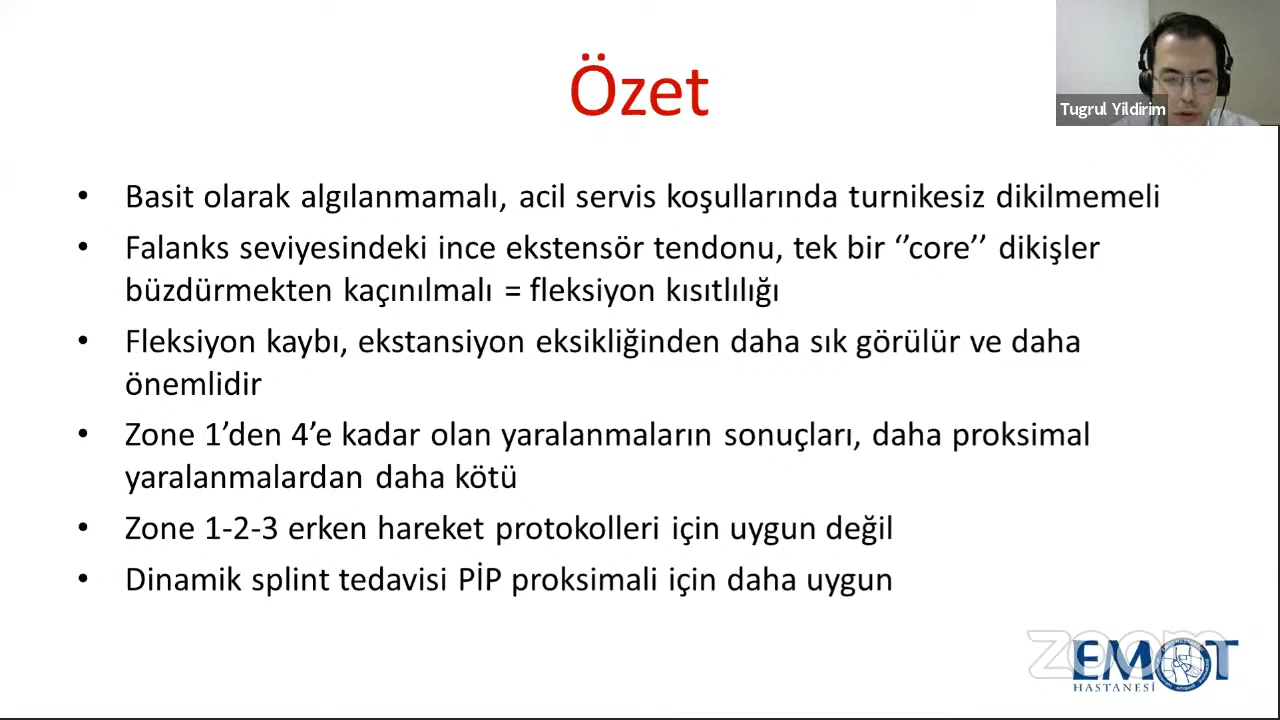 Özet
Tugrul Yildirim
• Basit olarak algılanmamalı, acil servis koşullarında turnikesiz dikilmemeli
• Falanks seviyesindeki ince ekstensör tendonu, tek bir ‘’core’’ dikişler
büzdürmekten kaçınılmalı = fleksiyon kısıtlılığı
• Fleksiyon kaybı, ekstansiyon eksikliğinden daha sık görülür ve daha
önemlidir
• Zone 1’den 4’e kadar olan yaralanmaların sonuçları, daha proksimal
yaralanmalardan daha kötü
• Zone 1-2-3 erken hareket protokolleri için uygun değil
• Dinamik splint tedavisi PİP proksimali için daha uygun
zoom
EMOT
HASTANESİ